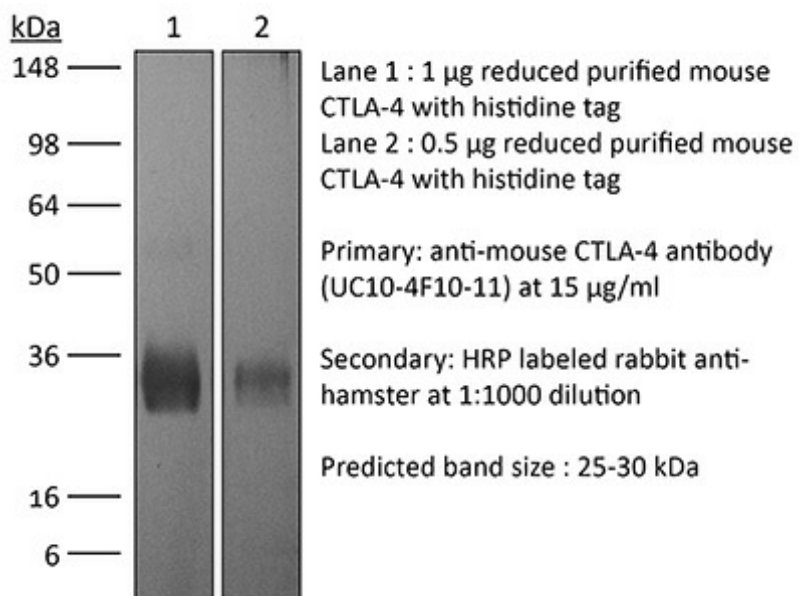 kDa
1 2
148
98
64
50
36
16
6
Lane 1 : 1 µg reduced purified mouse
CTLA-4 with histidine tag
Lane 2 : 0.5 µg reduced purified mouse
CTLA-4 with histidine tag
Primary: anti-mouse CTLA-4 antibody
(UC10-4F10-11) at 15 µg/ml
Secondary: HRP labeled rabbit anti-
hamster at 1:1000 dilution
Predicted band size : 25-30 kDa